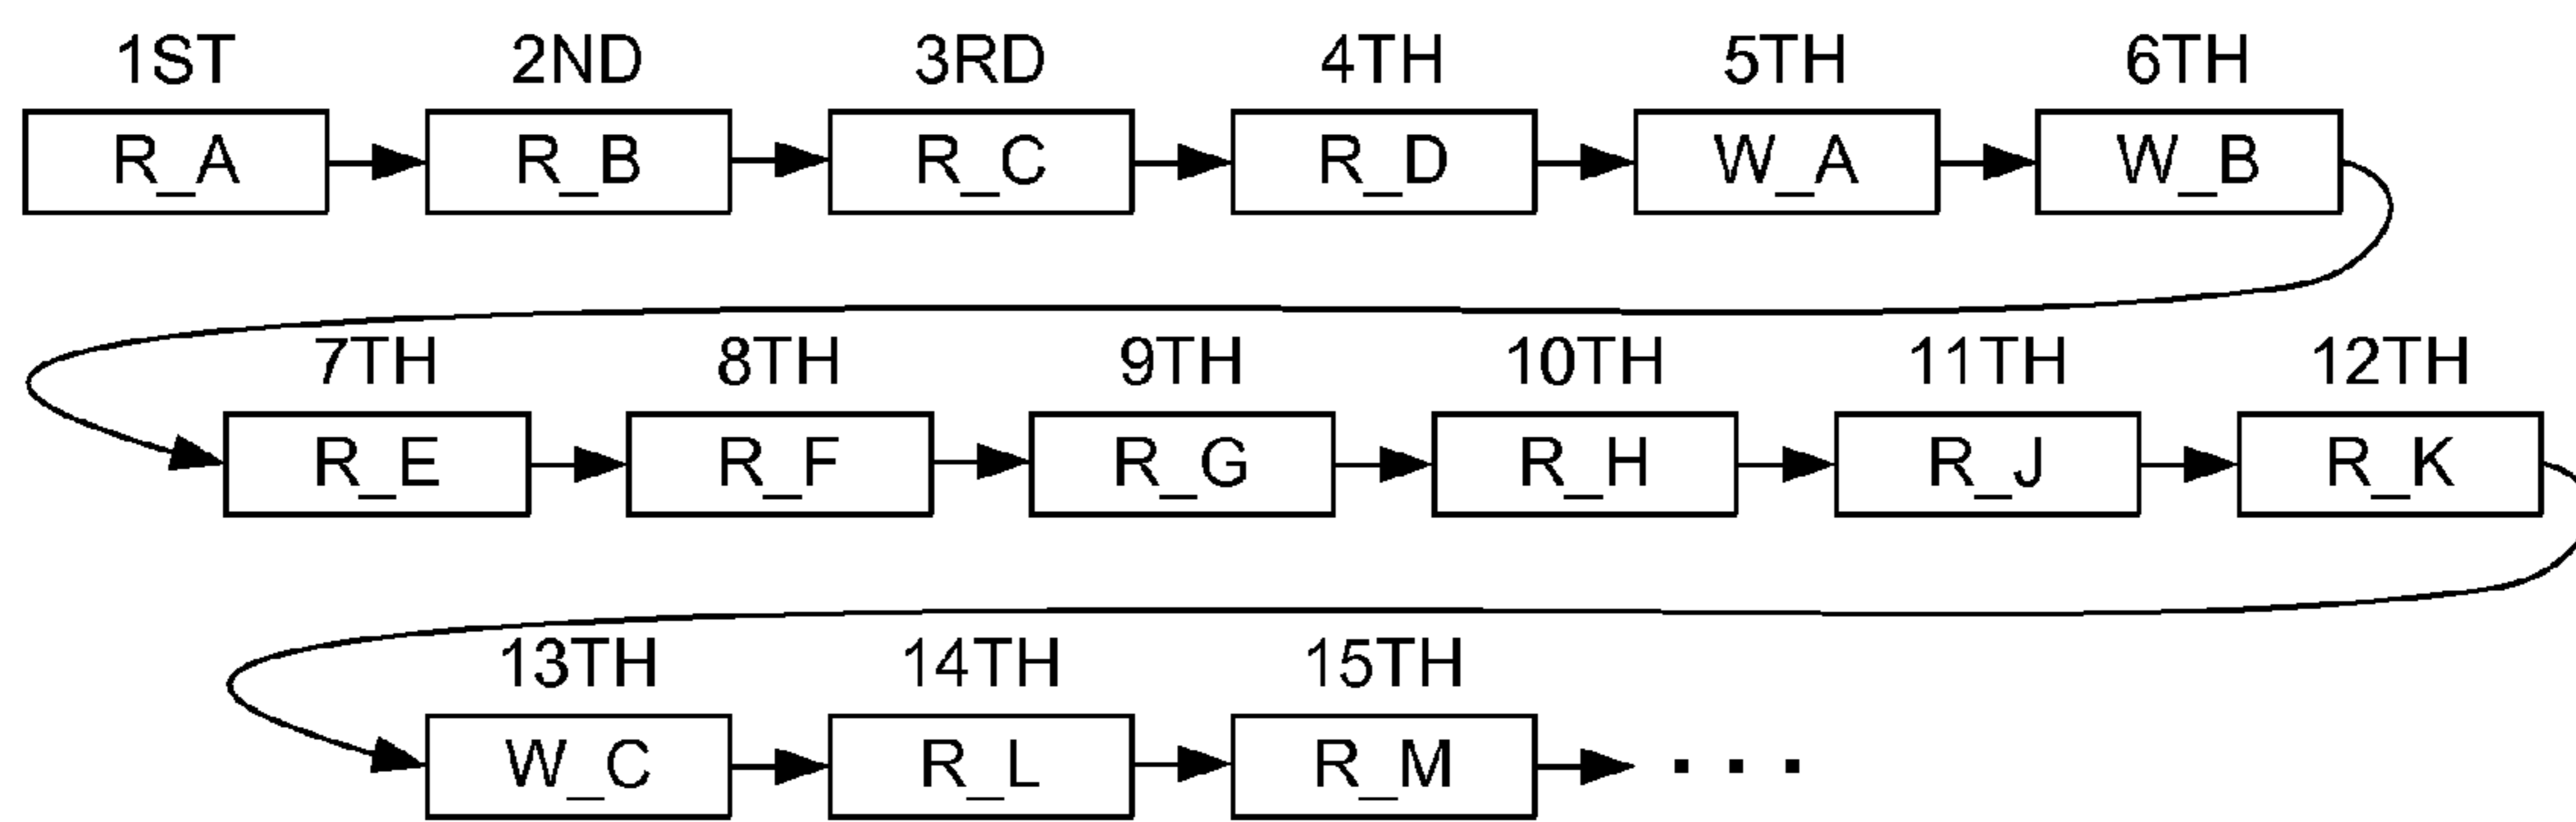 1ST 2ND 3RD 4TH 5TH 6TH
R_A R_B R_C R_D W_A W_B
7TH 8TH 9TH 10TH 11TH 12TH
R_E R_F R_G R_H R_J R_K
13TH 14TH 15TH
W_C R_L R_M ...